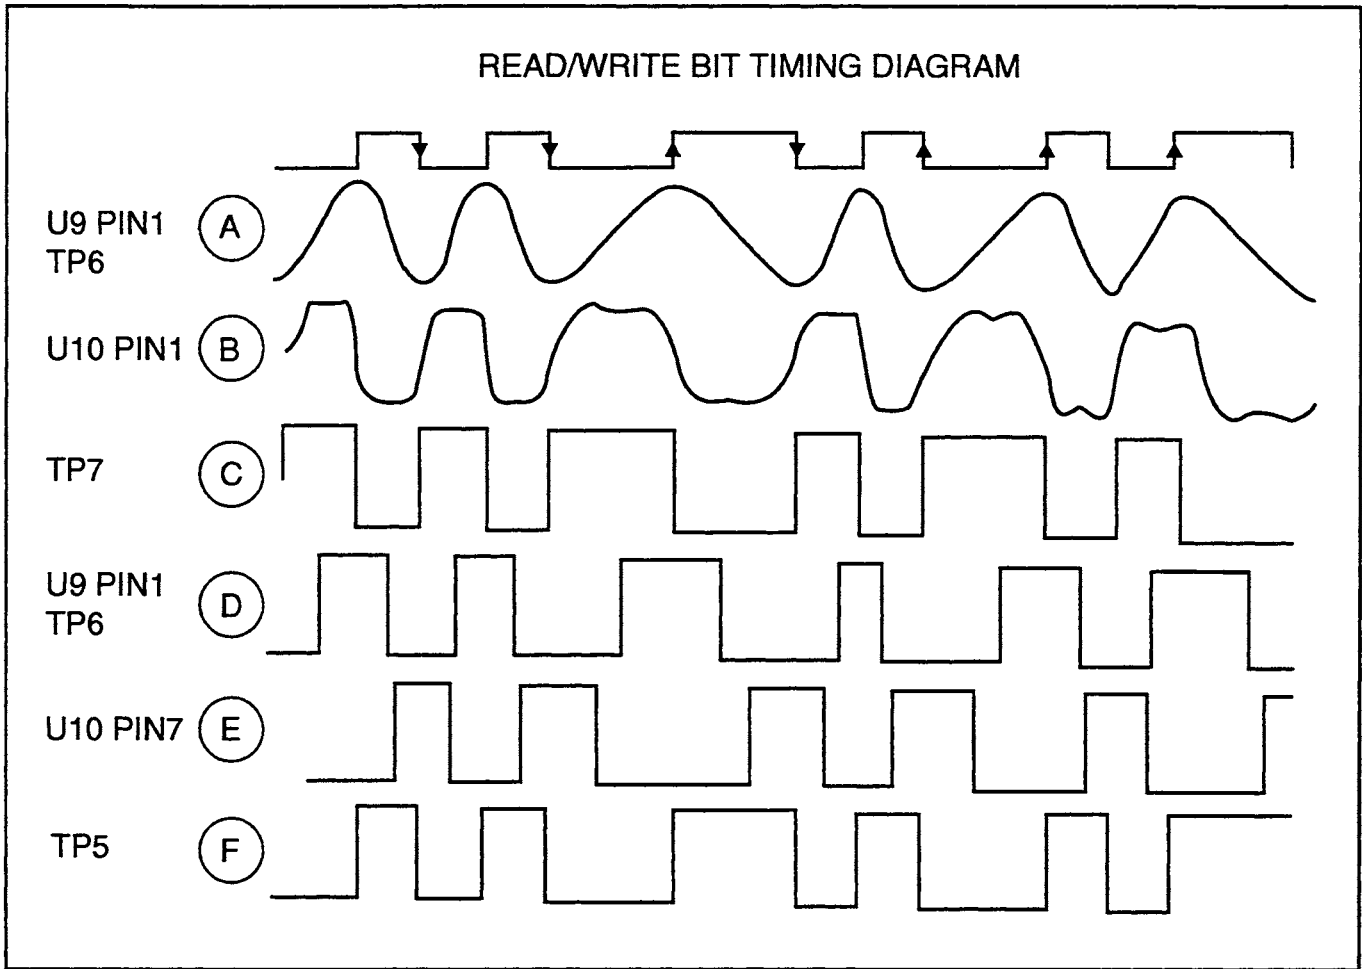 READ/WRITE BIT TIMING DIAGRAM
U9 PIN1
TP6
A
U10 PIN1
B
TP7
C
U9 PIN1
TP6
D
U10 PIN7
E
TP5
F